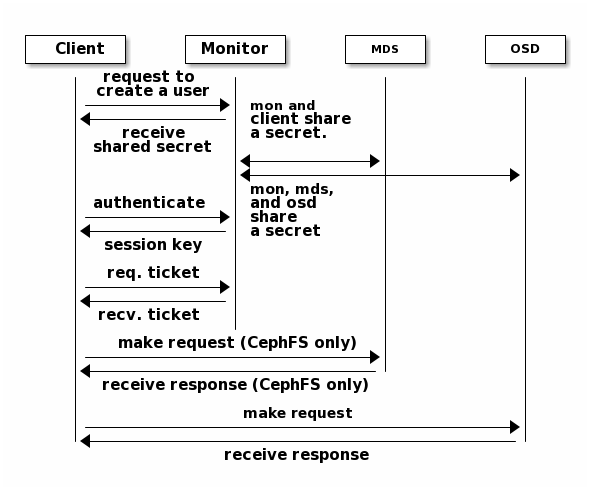 Client
Monitor
MDS
OSD
request to
create a user
mon and
client share
a secret.
receive
shared secret
mon, mds,
and osd
share
a secret
authenticate
session key
req. ticket
recv. ticket
make request (CephFS only)
receive response (CephFS only)
make request
receive response